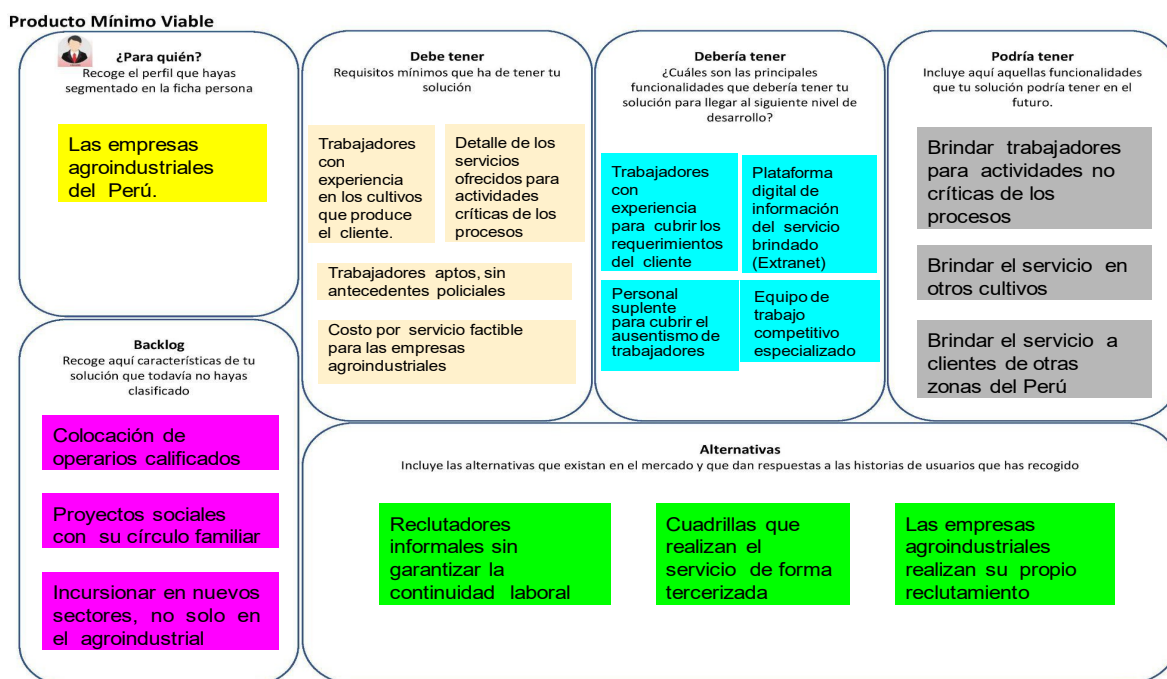 Producto Mínimo Viable
¿Para quién?
Recoge el perfil que hayas
segmentado en la ficha persona
Las empresas
agroindustriales
del Perú.
Debe tener
Requisitos mínimos que ha de tener tu
solución
Trabajadores
con
experiencia
en los cultivos
que produce
el cliente.
Detalle de los
servicios
ofrecidos para
actividades
críticas de los
procesos
Trabajadores aptos, sin
antecedentes policiales
Costo por servicio factible
para las empresas
agroindustriales
Debería tener
¿Cuáles son las principales
funcionalidades que debería tener tu
solución para llegar al siguiente nivel de
desarrollo?
Trabajadores
con
experiencia
para cubrir los
requerimientos
del cliente
Plataforma
digital de
información
del servicio
brindado
(Extranet)
Personal
suplente
para cubrir el
ausentismo de
trabajadores
Equipo de
trabajo
competitivo
especializado
Podría tener
Incluye aquí aquellas funcionalidades
que tu solución podría tener en el
futuro.
Brindar trabajadores
para actividades no
críticas de los
procesos
Brindar el servicio en
otros cultivos
Brindar el servicio a
clientes de otras
zonas del Perú
Backlog
Recoge aquí características de tu
solución que todavía no hayas
clasificado
Colocación de
operarios calificados
Proyectos sociales
con su círculo familiar
Incursionar en nuevos
sectores, no solo en
el agroindustrial
Alternativas
Incluye las alternativas que existan en el mercado y que dan respuestas a las historias de usuarios que has recogido
Reclutadores
informales sin
garantizar la
continuidad laboral
Cuadrillas que
realizan el
servicio de forma
tercerizada
Las empresas
agroindustriales
realizan su propio
reclutamiento